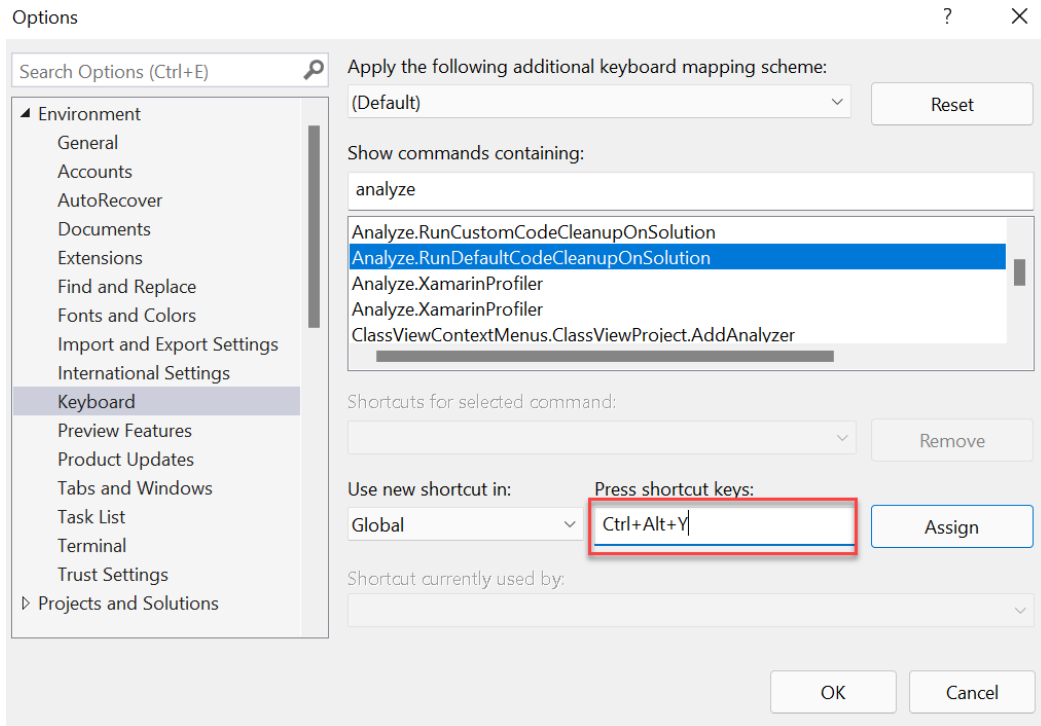 Options
?
Search Options (Ctrl+E)
Environment
General
Accounts
AutoRecover
Documents
Extensions
Find and Replace
Fonts and Colors
Import and Export Settings
International Settings
Keyboard
Preview Features
Product Updates
Tabs and Windows
Task List
Terminal
Trust Settings
Projects and Solutions
Apply the following additional keyboard mapping scheme:
(Default)
Reset
Show commands containing:
analyze
Analyze.RunCustomCodeCleanupOnSolution
Analyze.RunDefaultCodeCleanupOnSolution
Analyze.XamarinProfiler
Analyze.XamarinProfiler
ClassViewContextMenus.ClassViewProject.AddAnalyzer
Shortcuts for selected command:
Remove
Use new shortcut in:
Press shortcut keys:
Global
Ctrl+Alt+Y
Assign
Shortcut currently used by:
OK
Cancel